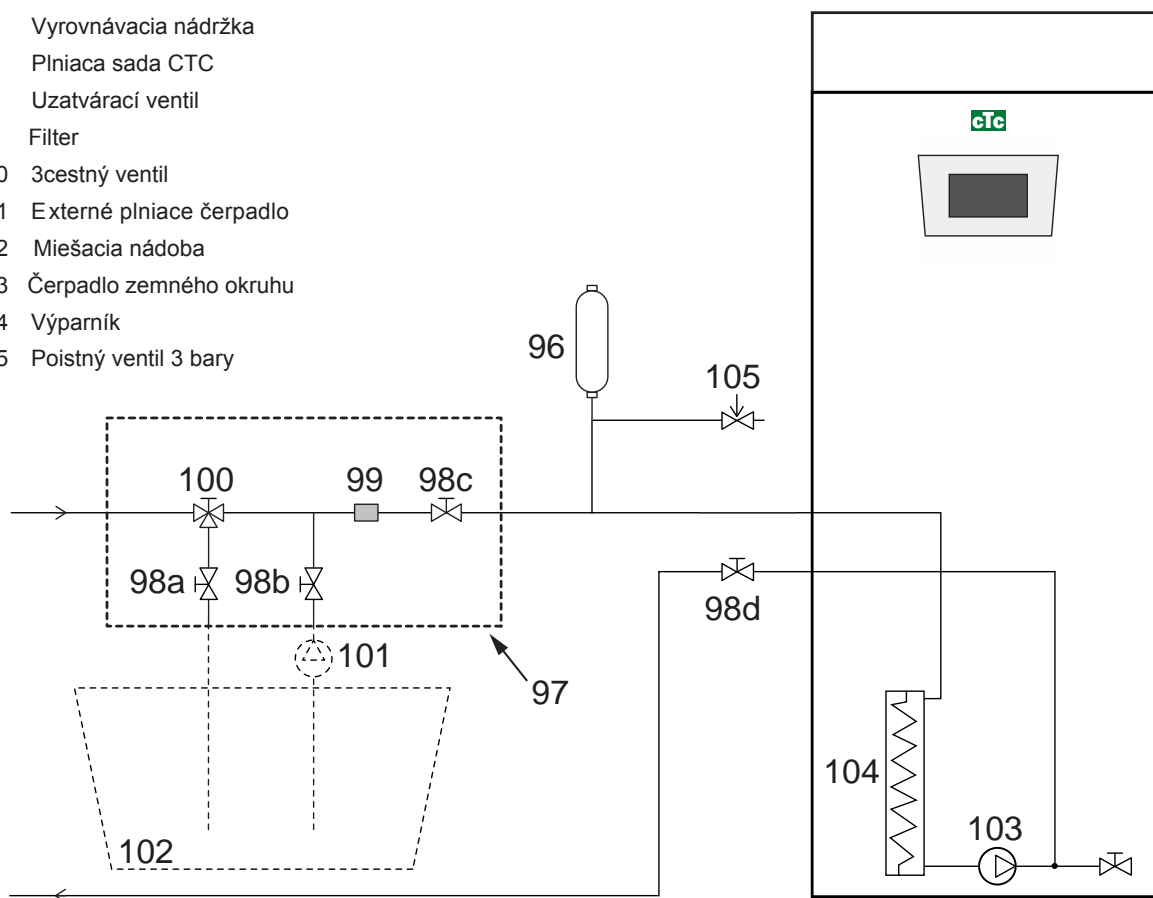 Vyrovnávacia nádržka
Plniaca sada CTC
Uzatvárací ventil
Filter
0 3cestný ventil
1 Externé plniace čerpadlo
2 Miešacia nádoba
3 Čerpadlo zemného okruhu
4 Výparník
5 Poistný ventil 3 bary
cTc
96
105
100
99
98c
98a
98b
98d
101
97
104
103
102